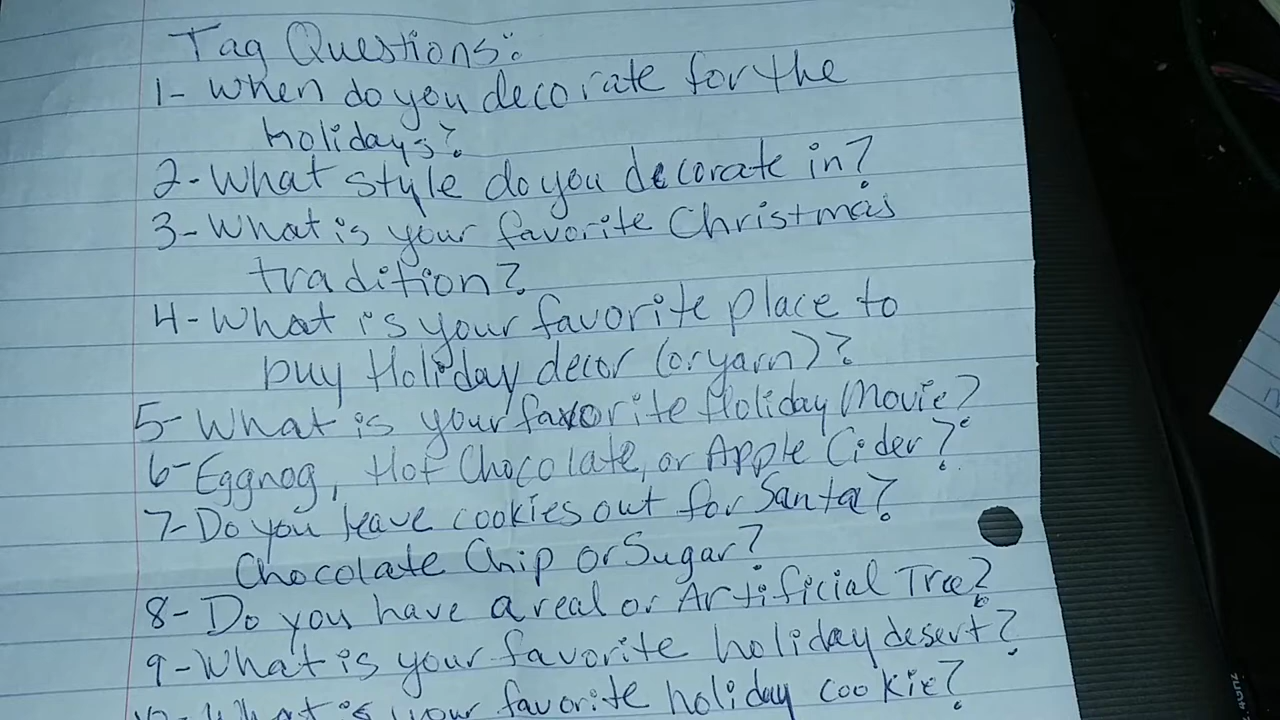 Tag Questions:
1- When do you decorate for the
holidays?
2- What style do you decorate in?
3- What is your favorite Christmas
tradition?
4- What is your favorite place to
buy Holiday decor (or yarn)?
5- What is your favorite Holiday Movie?
6- Eggnog, Hot Chocolate, or Apple Cider?
7- Do you leave cookies out for Santa?
Chocolate Chip or Sugar?
8- Do you have a real or Artificial Tree?
9- What is your favorite holiday desert?
10- What is your favorite holiday cookie?